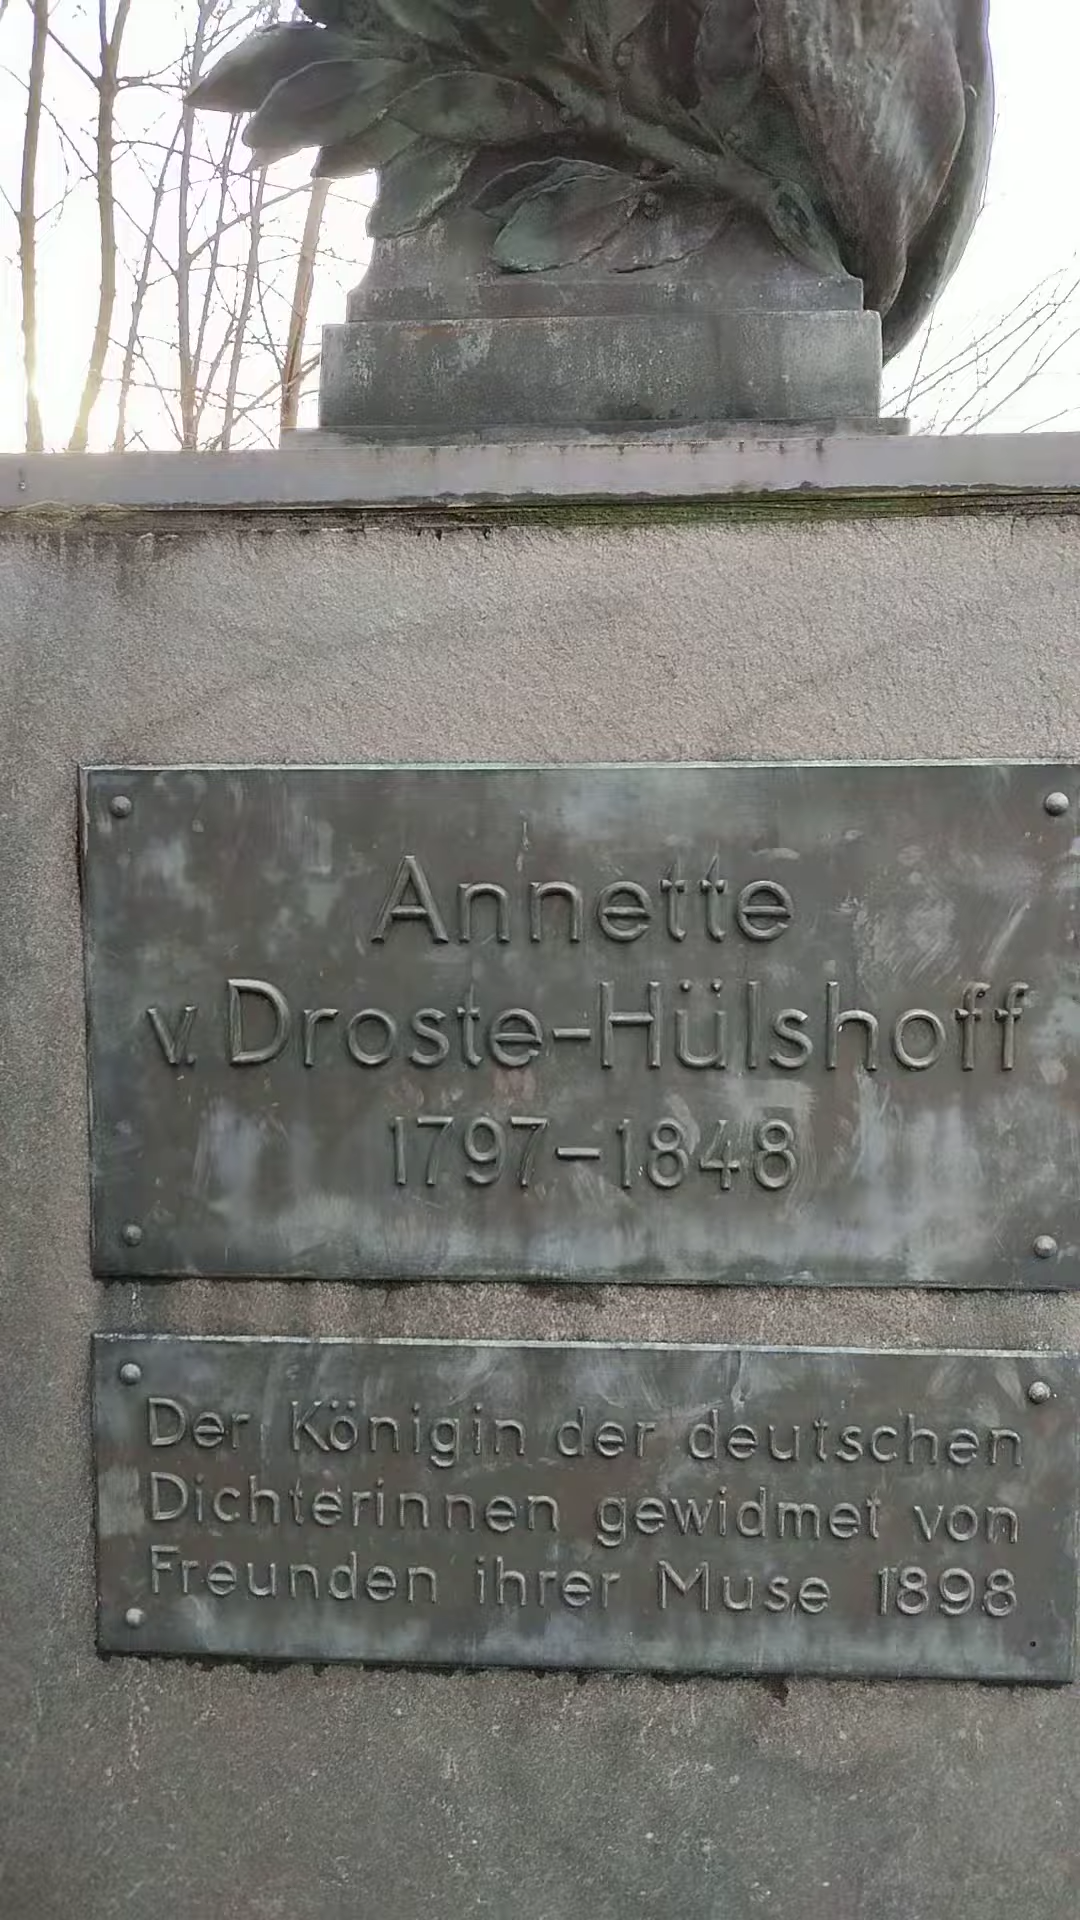 Annette
v. Droste-Hülshoff
1797-1848
Der Königin der deutschen
Dichterinnen gewidmet von
Freunden ihrer Muse 1898